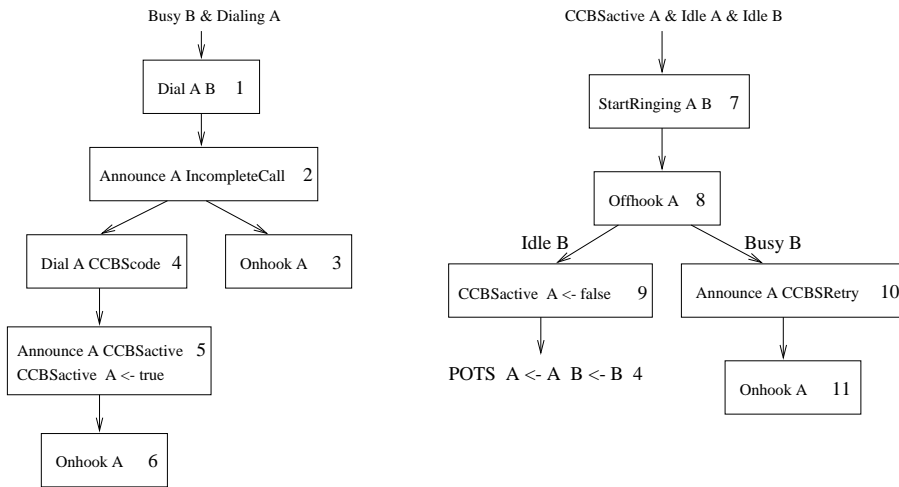 Busy B & Dialing A
Dial A B 1
Announce A IncompleteCall 2
Dial A CCBScode 4
Onhook A 3
Announce A CCBSactive 5
CCBSactive A <- true
Onhook A 6
CCBSactive A & Idle A & Idle B
StartRinging A B 7
Offhook A 8
Idle B
Busy B
CCBSactive A <- false 9
Announce A CCBSRetry 10
POTS A <- A B <- B 4
Onhook A 11